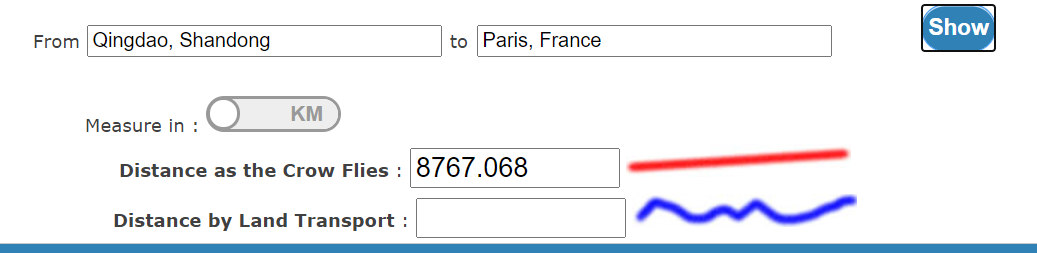 From Qingdao, Shandong to Paris, France Show
Measure in : KM
Distance as the Crow Flies : 8767.068
Distance by Land Transport :